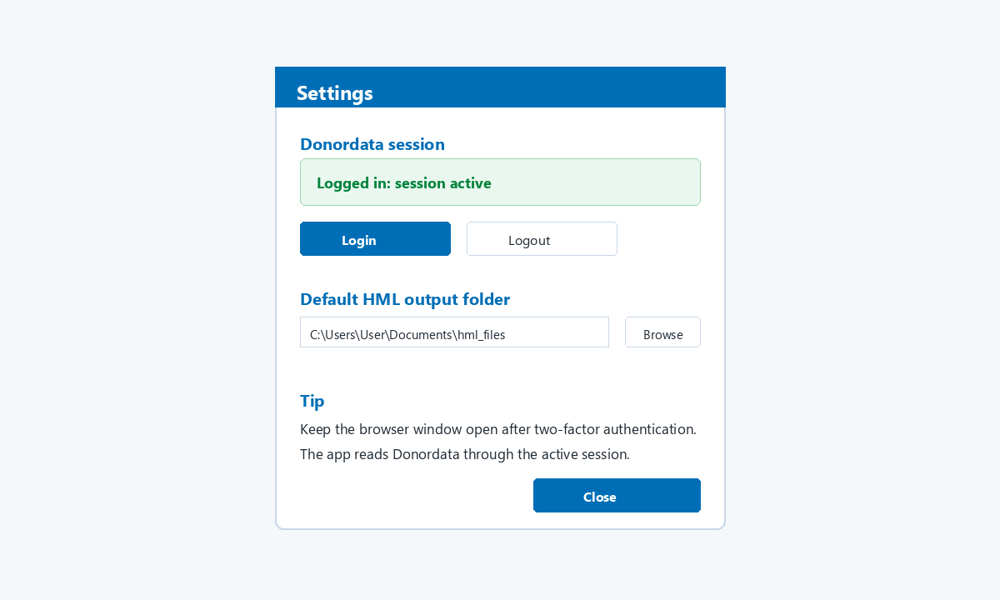 Settings
Donordata session
Logged in: session active
Login
Logout
Default HML output folder
C:\Users\User\Documents\hml_files
Browse
Tip
Keep the browser window open after two-factor authentication.
The app reads Donordata through the active session.
Close